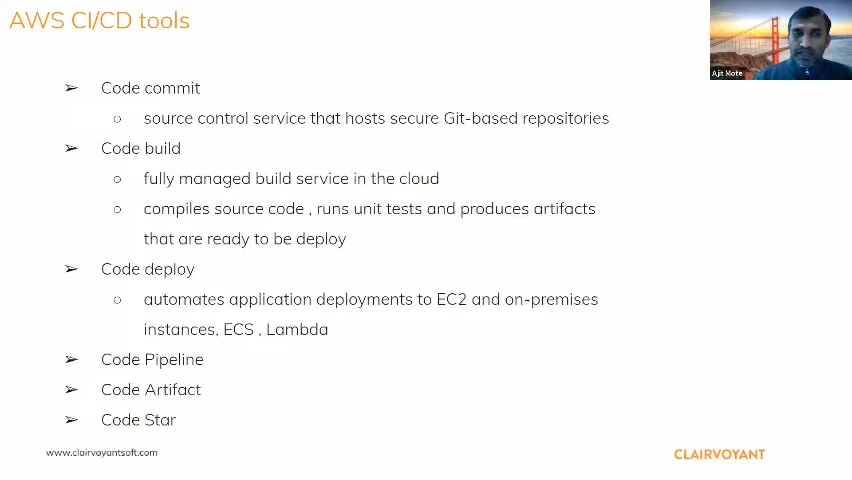 AWS CI/CD tools
Ajit Mote
➢ Code commit
○ source control service that hosts secure Git-based repositories
➢ Code build
○ fully managed build service in the cloud
○ compiles source code , runs unit tests and produces artifacts
that are ready to be deploy
➢ Code deploy
○ automates application deployments to EC2 and on-premises
instances, ECS , Lambda
➢ Code Pipeline
➢ Code Artifact
➢ Code Star
www.clairvoyantsoft.com
CLAIRVOYANT